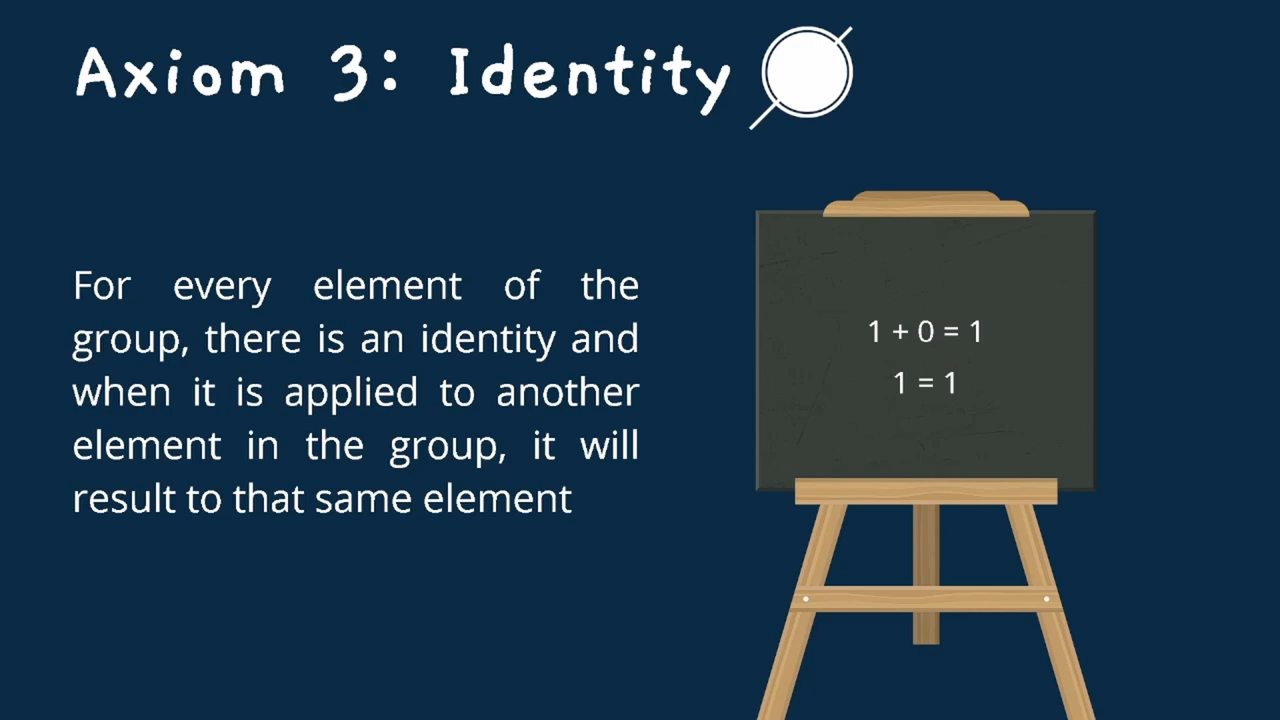 Axiom 3: Identity
For every element of the
group, there is an identity and
when it is applied to another
element in the group, it will
result to that same element
1 + 0 = 1
1 = 1